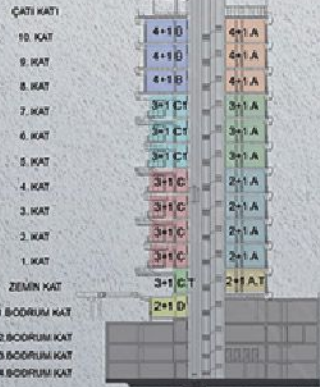 ÇATI KATI
10. KAT 4+1 B 4+1 A
9. KAT 4+1 B 4+1 A
8. KAT 4+1 B 4+1 A
7. KAT 3+1 C1 3+1 A
6. KAT 3+1 C1 3+1 A
5. KAT 3+1 C1 3+1 A
4. KAT 3+1 C 2+1 A
3. KAT 3+1 C 2+1 A
2. KAT 3+1 C 2+1 A
1. KAT 3+1 C 2+1 A
ZEMİN KAT 3+1 C.T 2+1 A.T
1.BODRUM KAT 2+1 D
2.BODRUM KAT
3.BODRUM KAT
4.BODRUM KAT